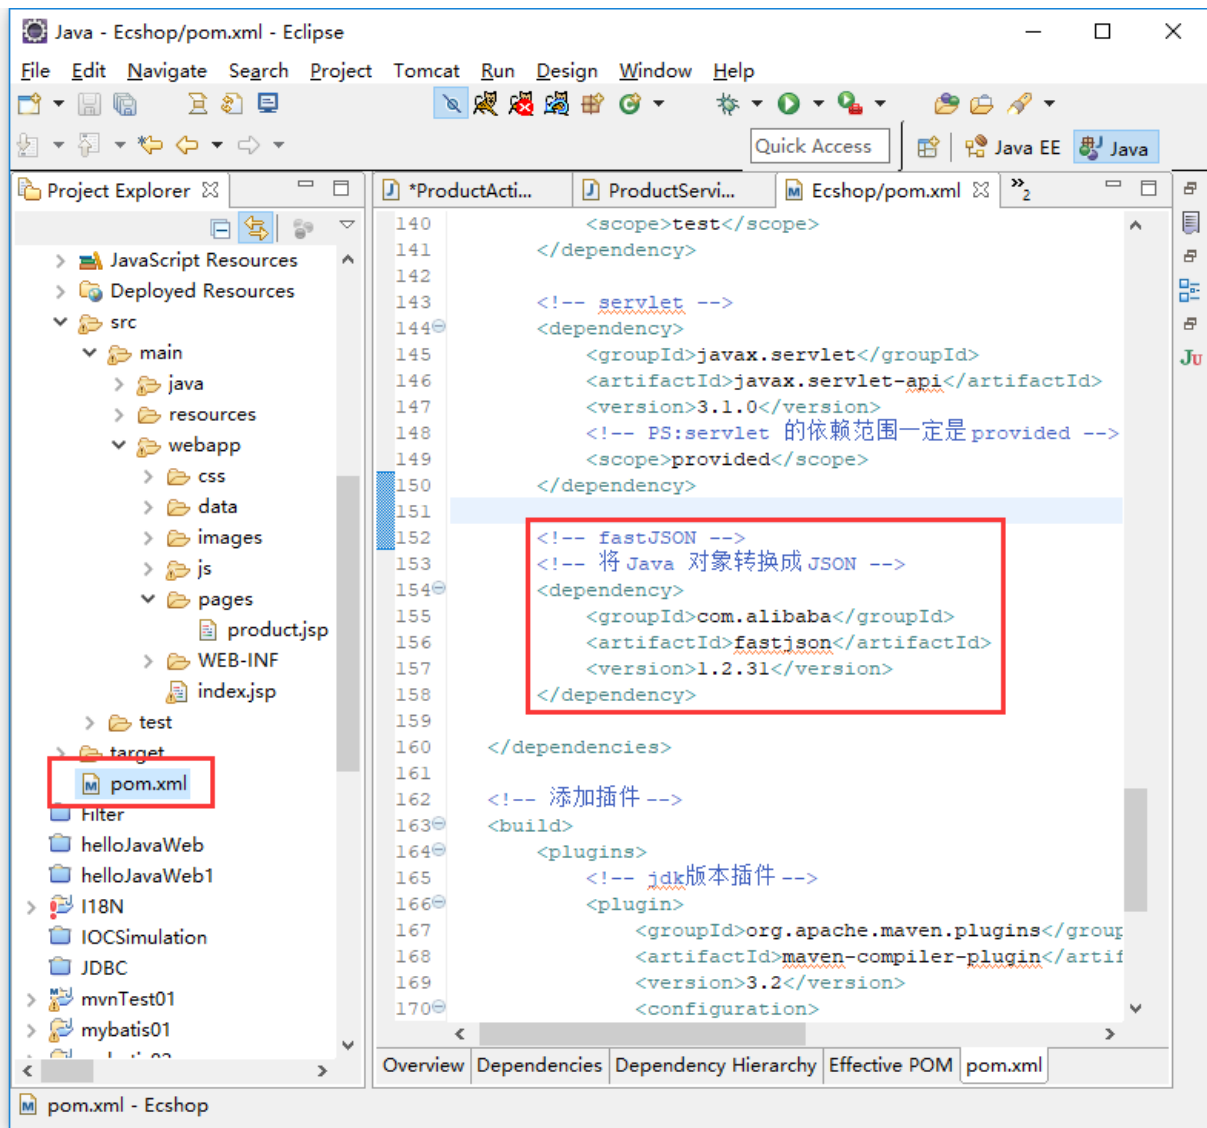 Java - Ecshop/pom.xml - Eclipse
File Edit Navigate Search Project Tomcat Run Design Window Help
Quick Access
Java EE
Java
Project Explorer
*ProductActi...
ProductServi...
Ecshop/pom.xml
»2
JavaScript Resources
Deployed Resources
src
main
java
resources
webapp
css
data
images
js
pages
product.jsp
WEB-INF
index.jsp
test
target
pom.xml
Filter
helloJavaWeb
helloJavaWeb1
I18N
IOCSimulation
JDBC
mvnTest01
mybatis01
140 <scope>test</scope>
141 </dependency>
142
143 <!-- servlet -->
144 <dependency>
145 <groupId>javax.servlet</groupId>
146 <artifactId>javax.servlet-api</artifactId>
147 <version>3.1.0</version>
148 <!-- PS:servlet 的依赖范围一定是 provided -->
149 <scope>provided</scope>
150 </dependency>
151
152 <!-- fastJSON -->
153 <!-- 将 Java 对象转换成 JSON -->
154 <dependency>
155 <groupId>com.alibaba</groupId>
156 <artifactId>fastjson</artifactId>
157 <version>1.2.31</version>
158 </dependency>
159
160 </dependencies>
161
162 <!-- 添加插件 -->
163 <build>
164 <plugins>
165 <!-- jdk版本插件 -->
166 <plugin>
167 <groupId>org.apache.maven.plugins</group
168 <artifactId>maven-compiler-plugin</artif
169 <version>3.2</version>
170 <configuration>
Overview Dependencies Dependency Hierarchy Effective POM pom.xml
pom.xml - Ecshop